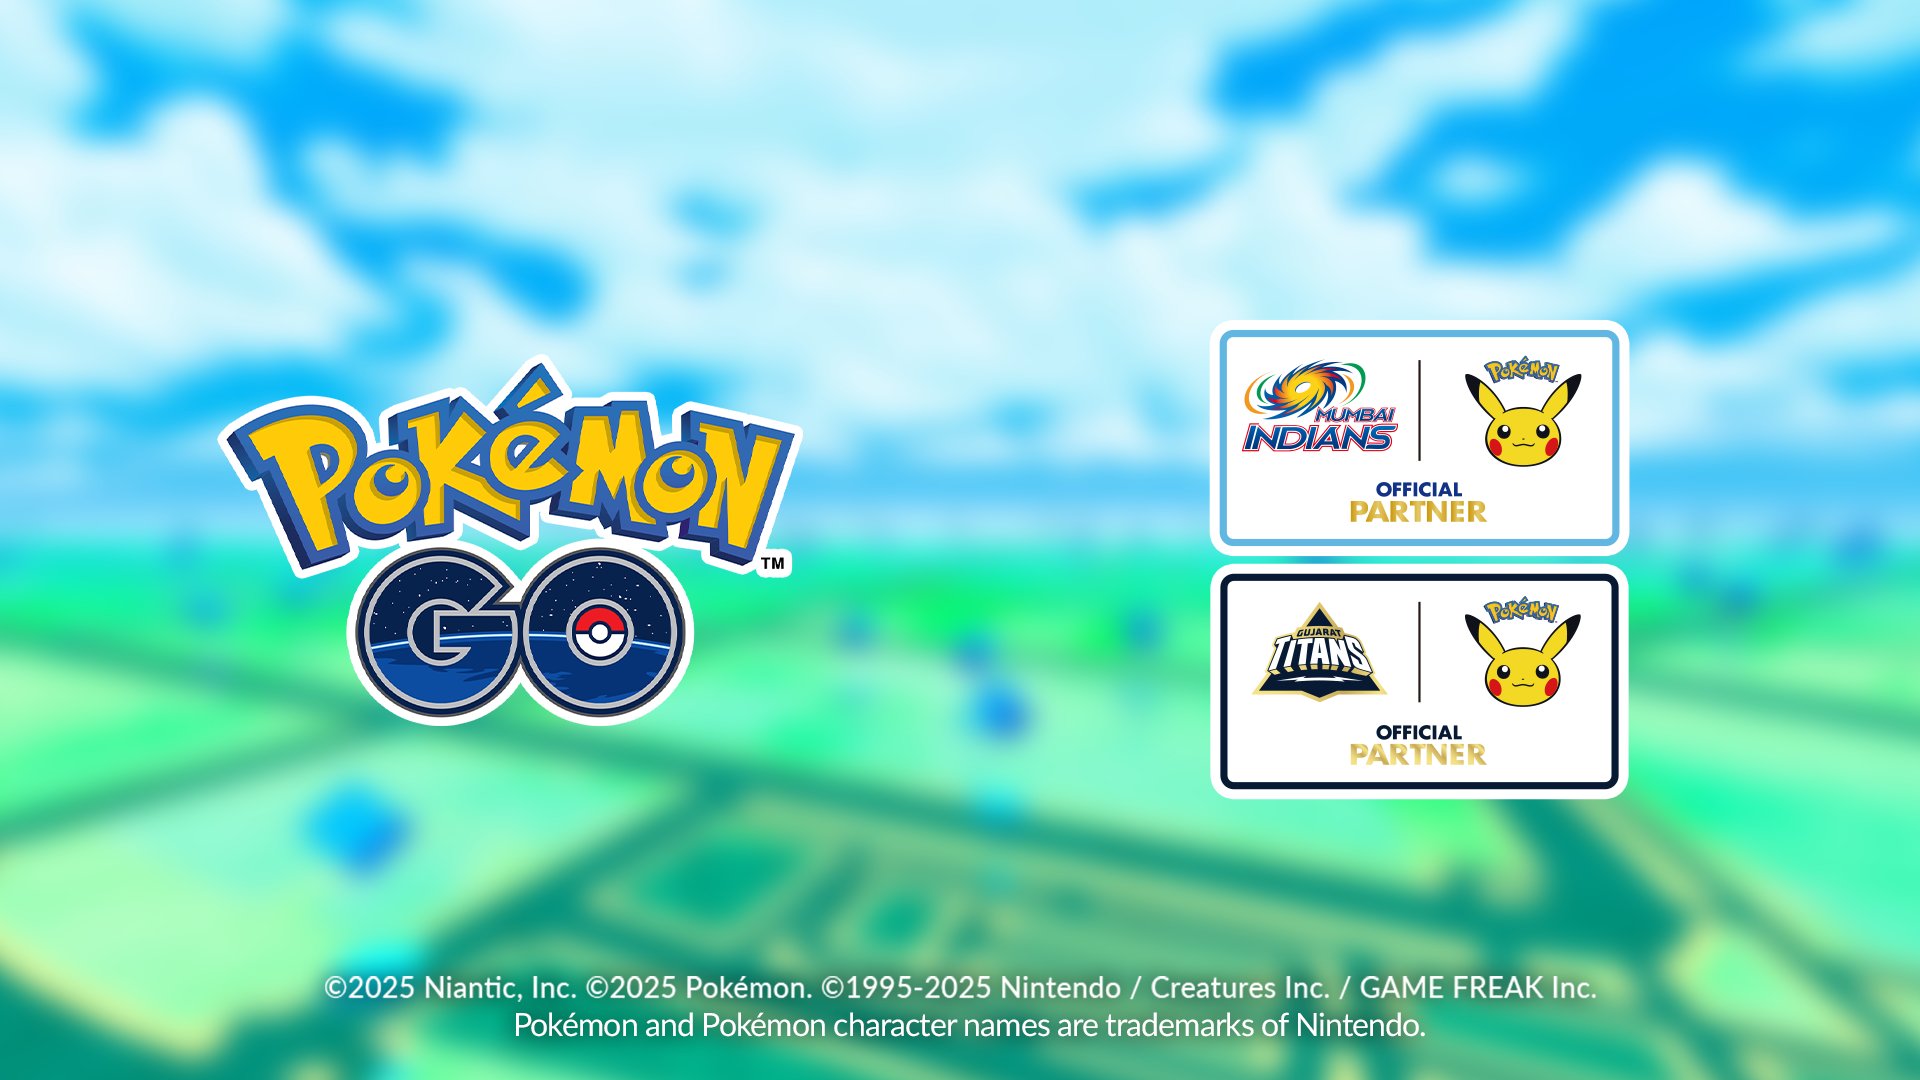 Pokémon
GO
TM
MUMBAI
INDIANS
Pokémon
OFFICIAL
PARTNER
GUJARAT
TITANS
Pokémon
OFFICIAL
PARTNER
©2025 Niantic, Inc. ©2025 Pokémon. ©1995-2025 Nintendo / Creatures Inc. / GAME FREAK Inc.
Pokémon and Pokémon character names are trademarks of Nintendo.